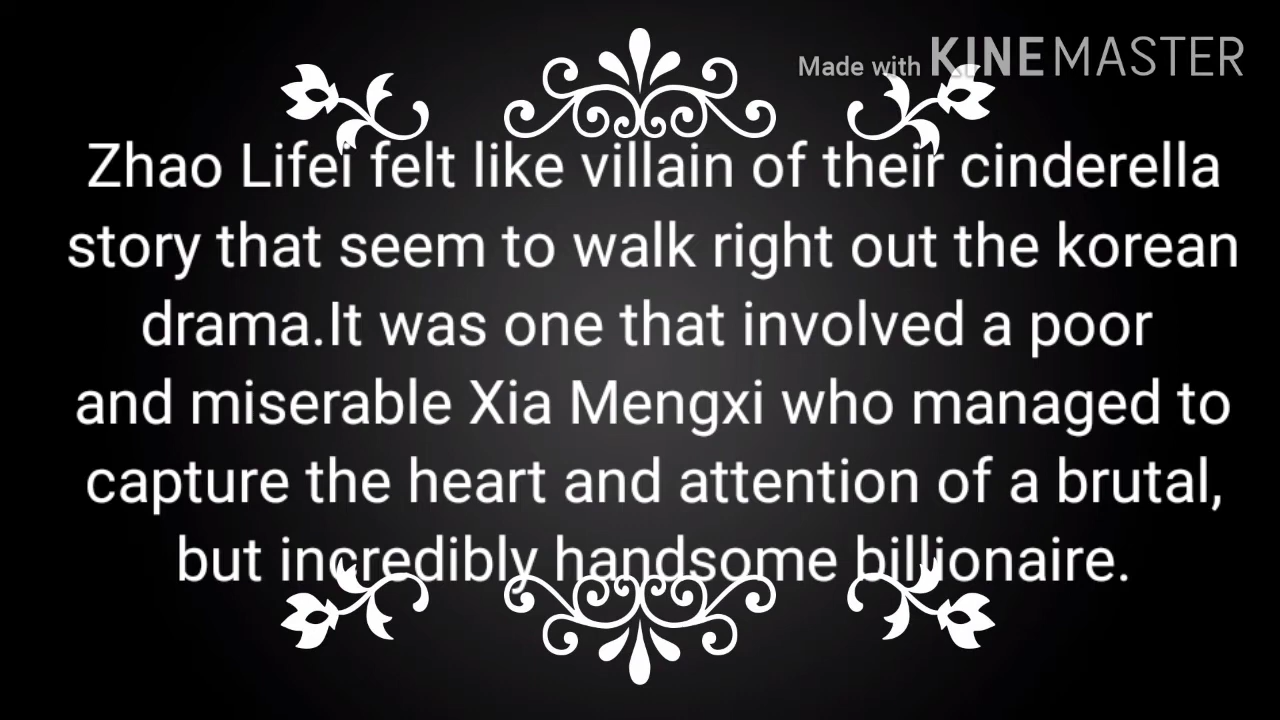 Made with KINEMASTER
Zhao Lifei felt like villain of their cinderella
story that seem to walk right out the korean
drama.It was one that involved a poor
and miserable Xia Mengxi who managed to
capture the heart and attention of a brutal,
but incredibly handsome billionaire.